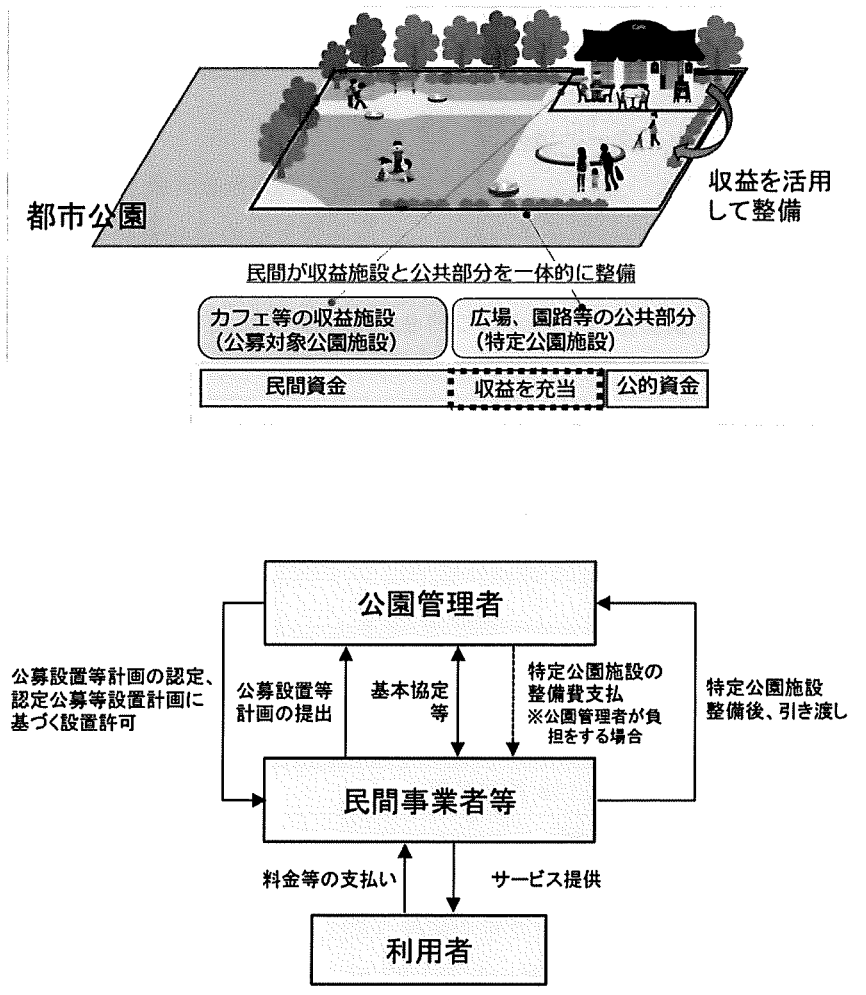 都市公園
収益を活用
して整備
民間が収益施設と公共部分を一体的に整備
カフェ等の収益施設
(公募対象公園施設)
広場、園路等の公共部分
(特定公園施設)
民間資金
収益を充当
公的資金
公園管理者
公募設置等計画の認定、
認定公募等設置計画に
基づく設置許可
公募設置等
計画の提出
基本協定
等
特定公園施設の
整備費支払
※公園管理者が負
担をする場合
特定公園施設
整備後、引き渡し
民間事業者等
料金等の支払い
サービス提供
利用者